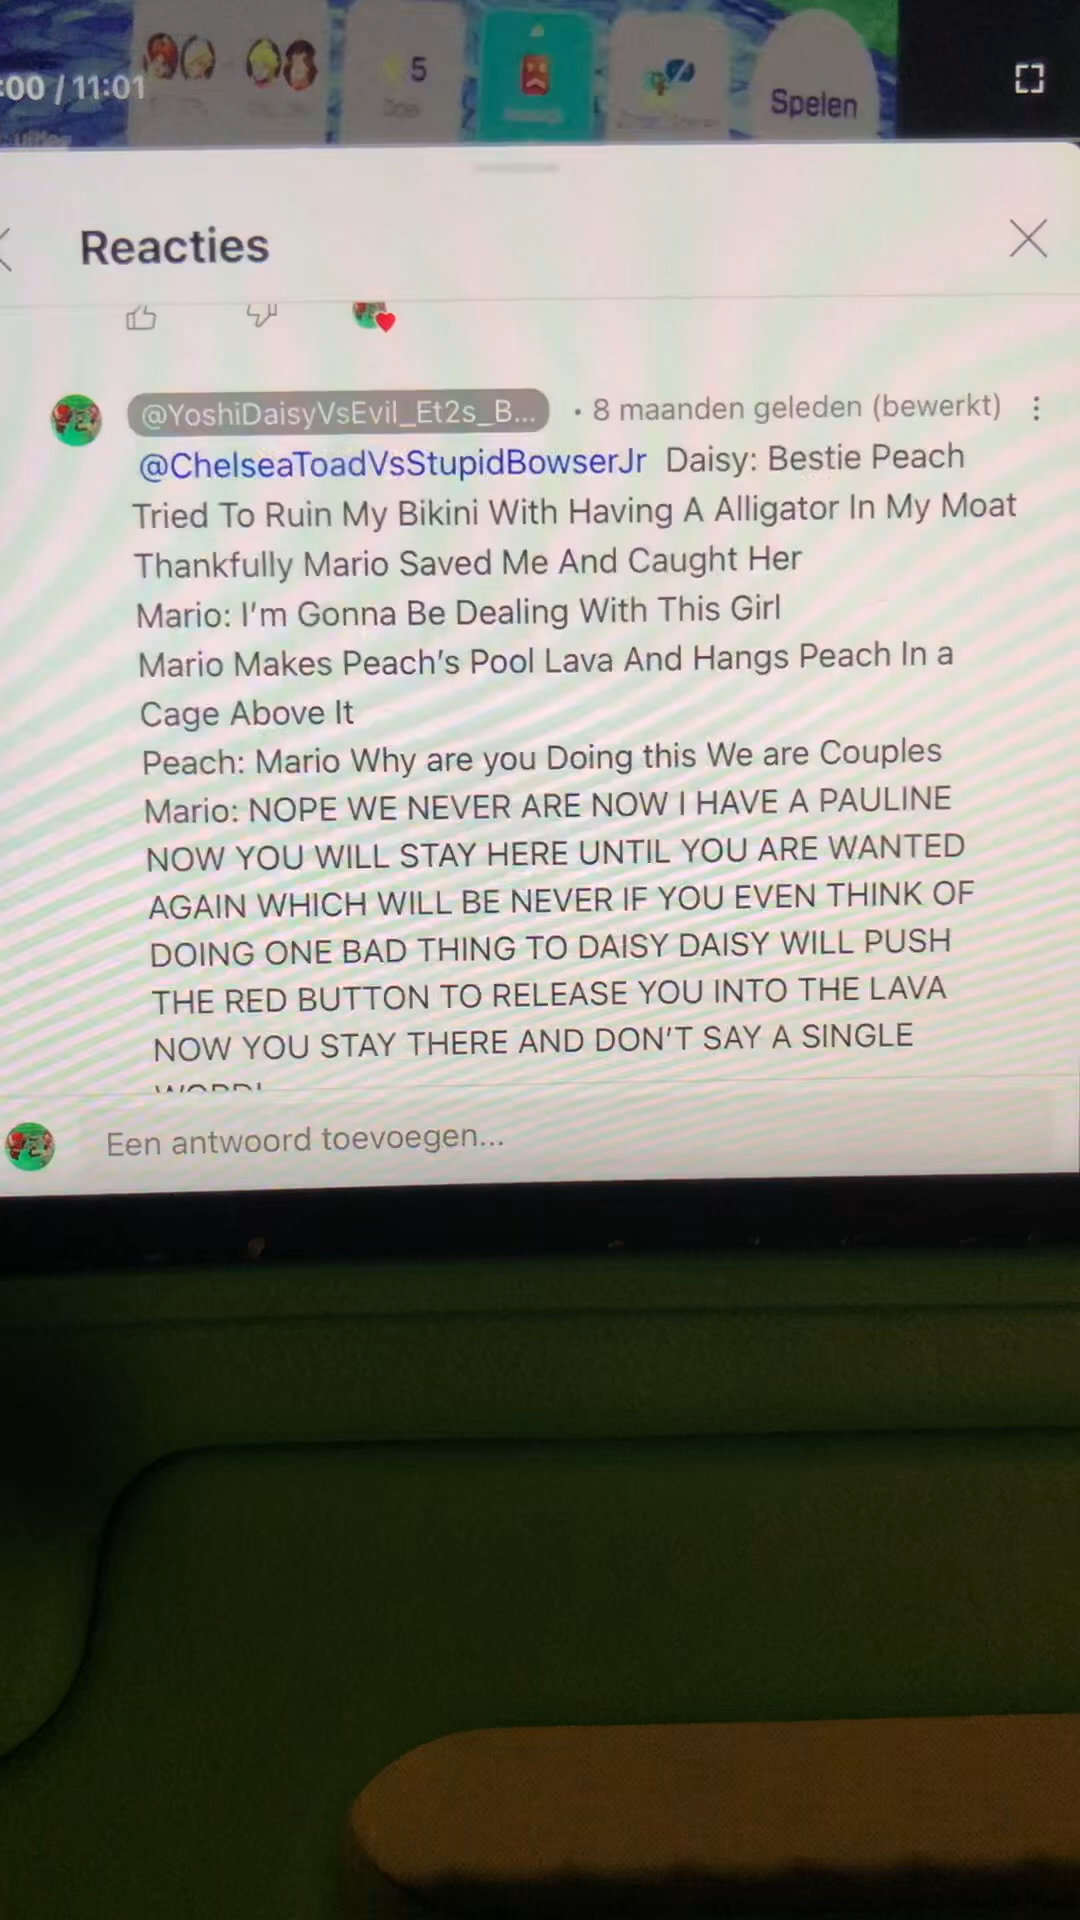 :00 / 11:01
5
Spelen
Reacties
@YoshiDaisyVsEvil_Et2s_B... • 8 maanden geleden (bewerkt)
@ChelseaToadVsStupidBowserJr Daisy: Bestie Peach
Tried To Ruin My Bikini With Having A Alligator In My Moat
Thankfully Mario Saved Me And Caught Her
Mario: I'm Gonna Be Dealing With This Girl
Mario Makes Peach's Pool Lava And Hangs Peach In a
Cage Above It
Peach: Mario Why are you Doing this We are Couples
Mario: NOPE WE NEVER ARE NOW I HAVE A PAULINE
NOW YOU WILL STAY HERE UNTIL YOU ARE WANTED
AGAIN WHICH WILL BE NEVER IF YOU EVEN THINK OF
DOING ONE BAD THING TO DAISY DAISY WILL PUSH
THE RED BUTTON TO RELEASE YOU INTO THE LAVA
NOW YOU STAY THERE AND DON'T SAY A SINGLE
Een antwoord toevoegen...